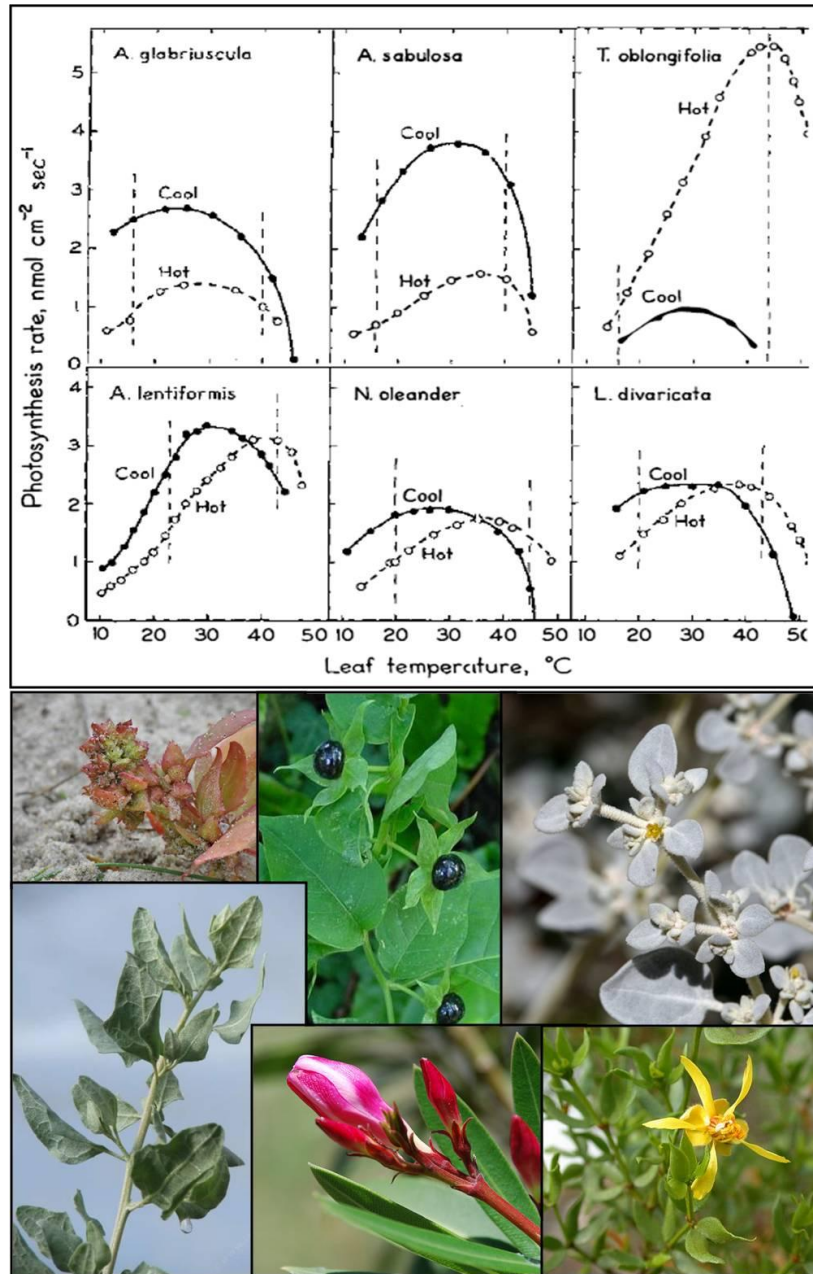 Photosynthesis rate, nmol cm⁻² sec⁻¹
A. glabriuscula
Cool
Hot
5
4
3
2
1
0
A. sabulosa
Cool
Hot
T. oblongifolia
Hot
Cool
A. lentiformis
Cool
Hot
4
3
2
1
0
10 20 30 40 50
N. oleander
Cool
Hot
10 20 30 40 50
L. divaricata
Cool
Hot
10 20 30 40 50
Leaf temperature, °C